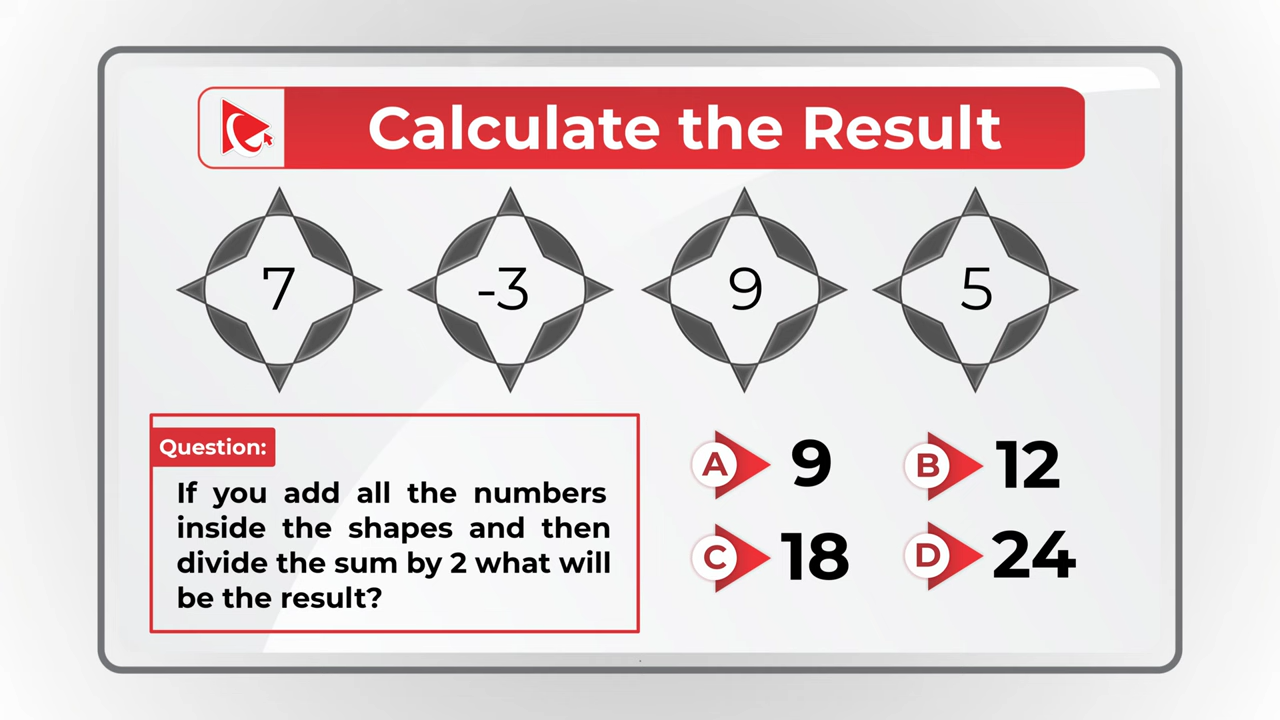 Calculate the Result
7 -3 9 5
Question:
If you add all the numbers
inside the shapes and then
divide the sum by 2 what will
be the result?
A 9 B 12
C 18 D 24